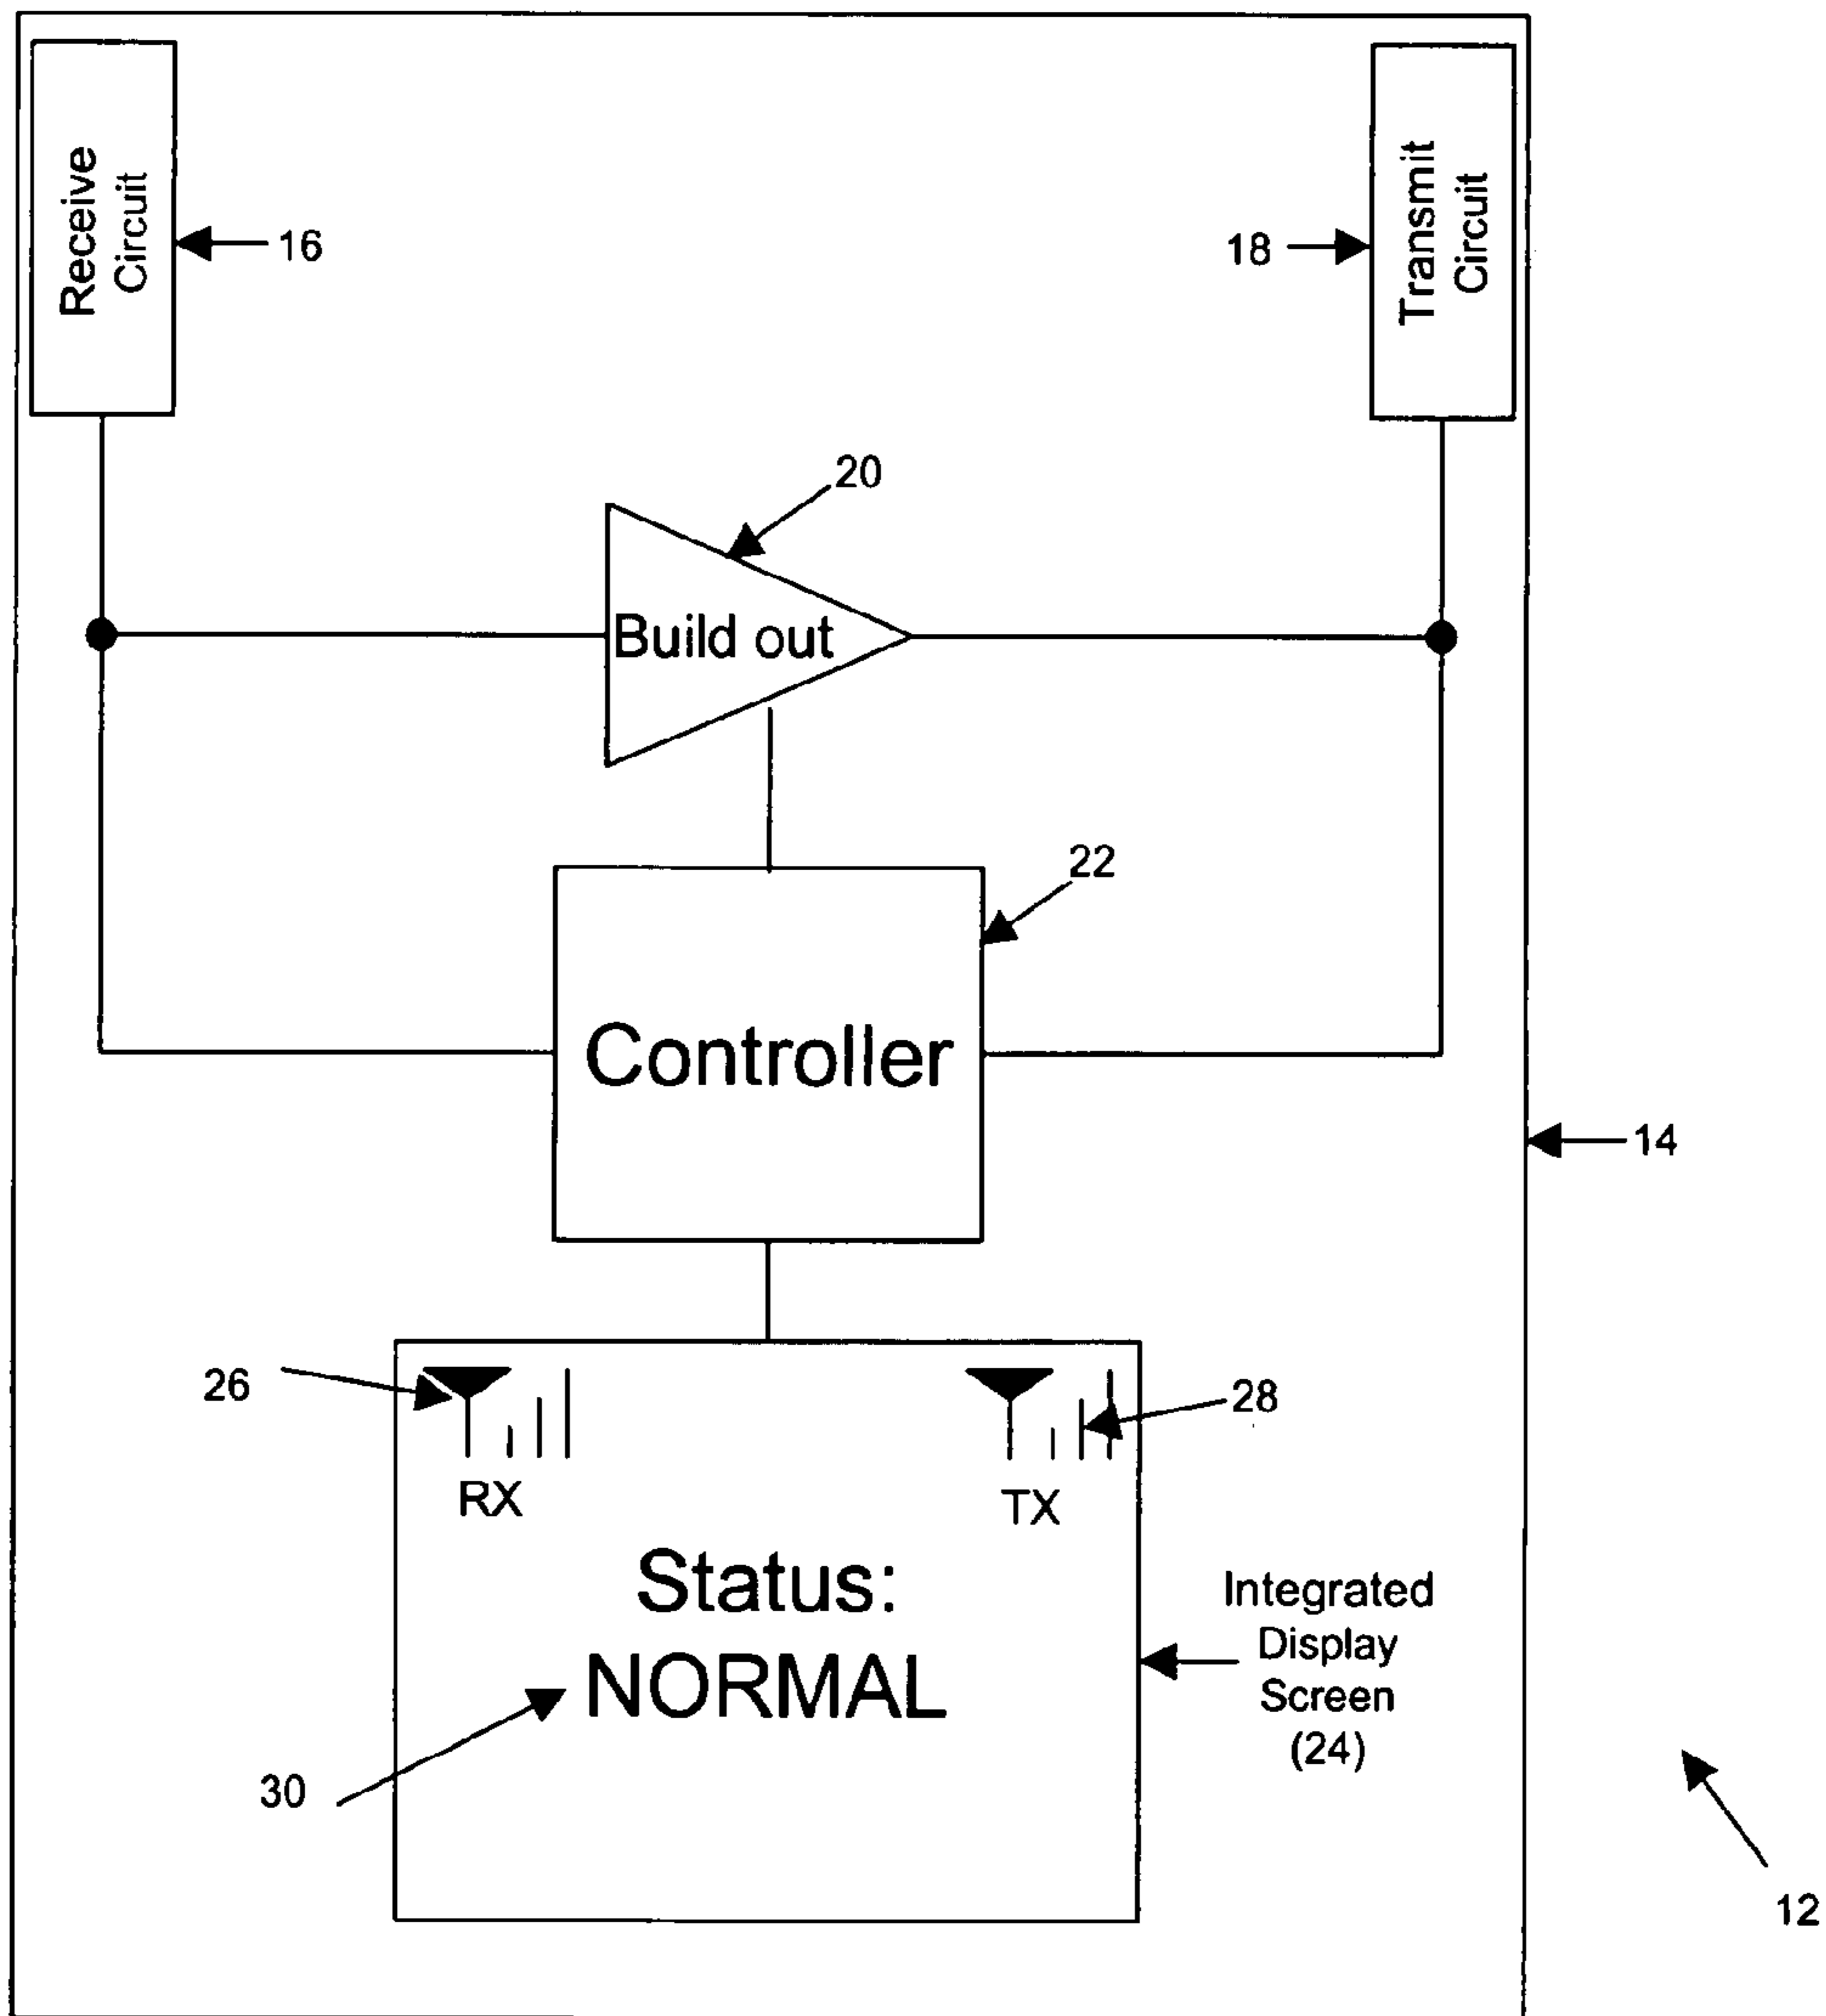 Receive
Circuit
16
18
Transmit
Circuit
20
Build out
22
Controller
14
26
28
RX
TX
Status:
NORMAL
Integrated
Display
Screen
(24)
30
12